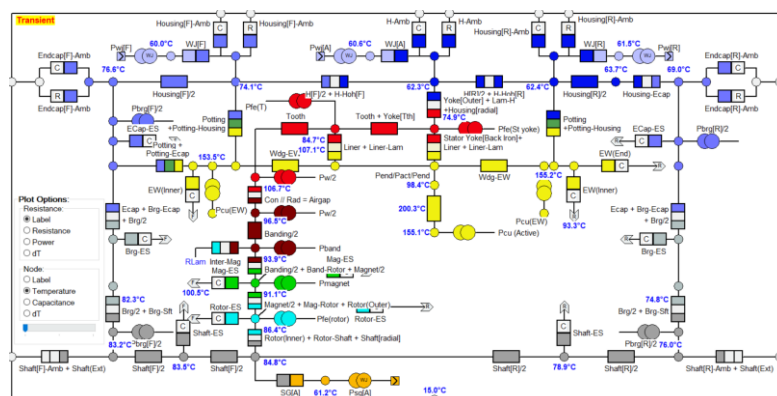 Transient
Housing[F]-Amb
Housing[F]-Amb
H-Amb
H-Amb
Housing[R]-Amb
Housing[R]-Amb
Pwj[F]
60.0°C
WJ[F]
Pwj[A]
60.6°C
WJ[A]
WJ[R]
61.5°C
Pwj[R]
Endcap[F]-Amb
Endcap[R]-Amb
C
R
76.6°C
74.1°C
62.3°C
62.4°C
63.7°C
69.0°C
Endcap[F]-Amb
Housing[F]/2
H[F]/2 + H-Hoh[F]
H[R]/2 + H-Hoh[R]
Housing[R]/2
Housing-Ecap
Endcap[R]-Amb
Pfe(T)
Yoke[Outer] + Lam-H
+Housing[radial]
74.9°C
Pbrg[F]/2
Tooth
Tooth + Yoke[Tth]
Pfe(St yoke)
Potting
+Potting-Housing
Potting
+Potting-Housing
ECap-ES
84.7°C
107.1°C
Liner + Liner-Lam
Stator Yoke[Back Iron]+
Liner + Liner-Lam
ECap-ES
Pbrg[R]/2
Potting +
Potting-Ecap
153.5°C
Wdg-EW
Wdg-EW
155.2°C
EW(End)
EW(Inner)
Pcu(EW)
Pw/2
106.7°C
Con // Rad = Airgap
Pend/Pact/Pend
98.4°C
EW(Inner)
93.3°C
Pcu(EW)
Plot Options:
Resistance:
Label
Resistance
Power
dT
Node:
Label
Temperature
Capacitance
dT
Ecap + Brg-Ecap
+ Brg/2
96.5°C
Pw/2
200.3°C
Ecap + Brg-Ecap
+ Brg/2
Banding/2
155.1°C
Pcu (Active)
Brg-ES
RLam
Inter-Mag
93.9°C
Pband
Brg-ES
Mag-ES
Banding/2 + Band-Rotor + Magnet/2
Mag-ES
100.5°C
91.1°C
Pmagnet
82.3°C
Rotor-ES
Magnet/2 + Mag-Rotor + Rotor(Outer)
74.8°C
Brg/2 + Brg-Sft
Pfe(rotor)
Rotor-ES
Brg/2 + Brg-Sft
86.4°C
Shaft-ES
Shaft-ES
Rotor(Inner) + Rotor-Shaft + Shaft[radial]
Pbrg[F]/2
Pbrg[R]/2
83.2°C
83.5°C
84.8°C
78.9°C
76.0°C
Shaft[F]-Amb + Shaft(Ext)
Shaft[F]/2
Shaft[F]/2
Shaft[R]/2
Shaft[R]/2
Shaft[R]-Amb + Shaft(Ext)
SG[A]
61.2°C
Psg[A]
15.0°C